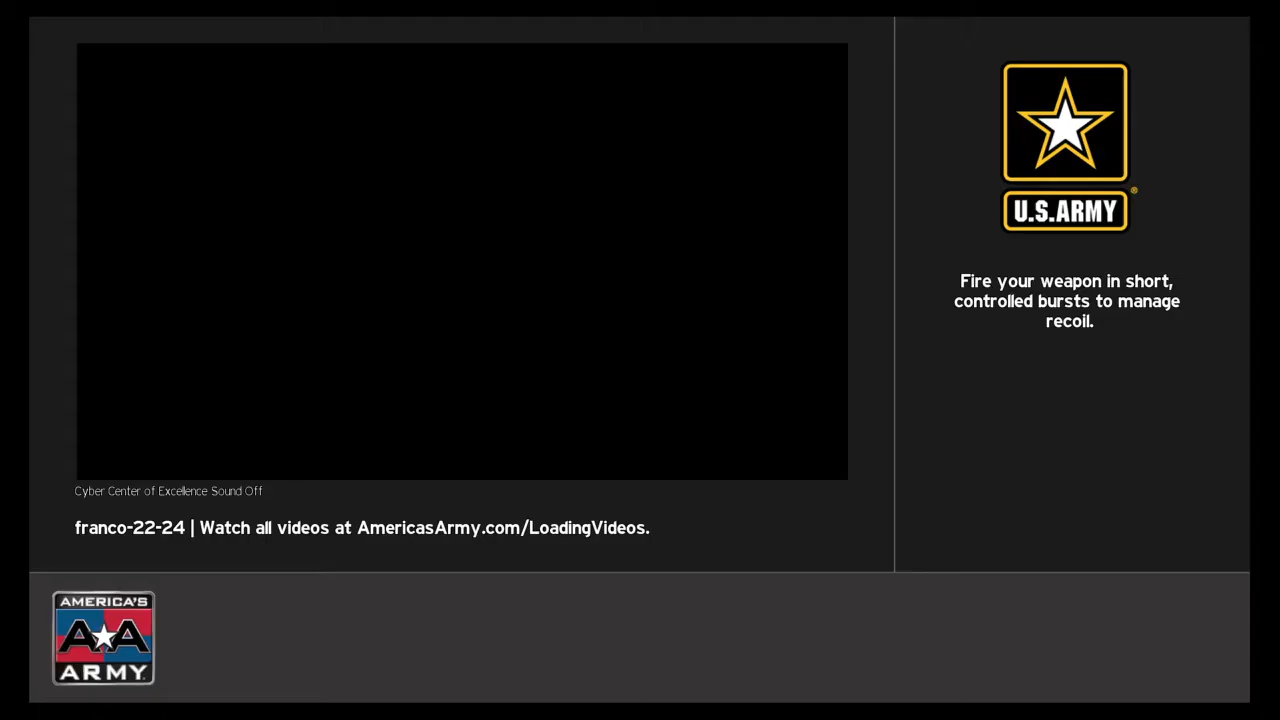 U.S.ARMY
®
Fire your weapon in short,
controlled bursts to manage
recoil.
Cyber Center of Excellence Sound Off
franco-22-24 | Watch all videos at AmericasArmy.com/LoadingVideos.
AMERICA'S
AA
ARMY